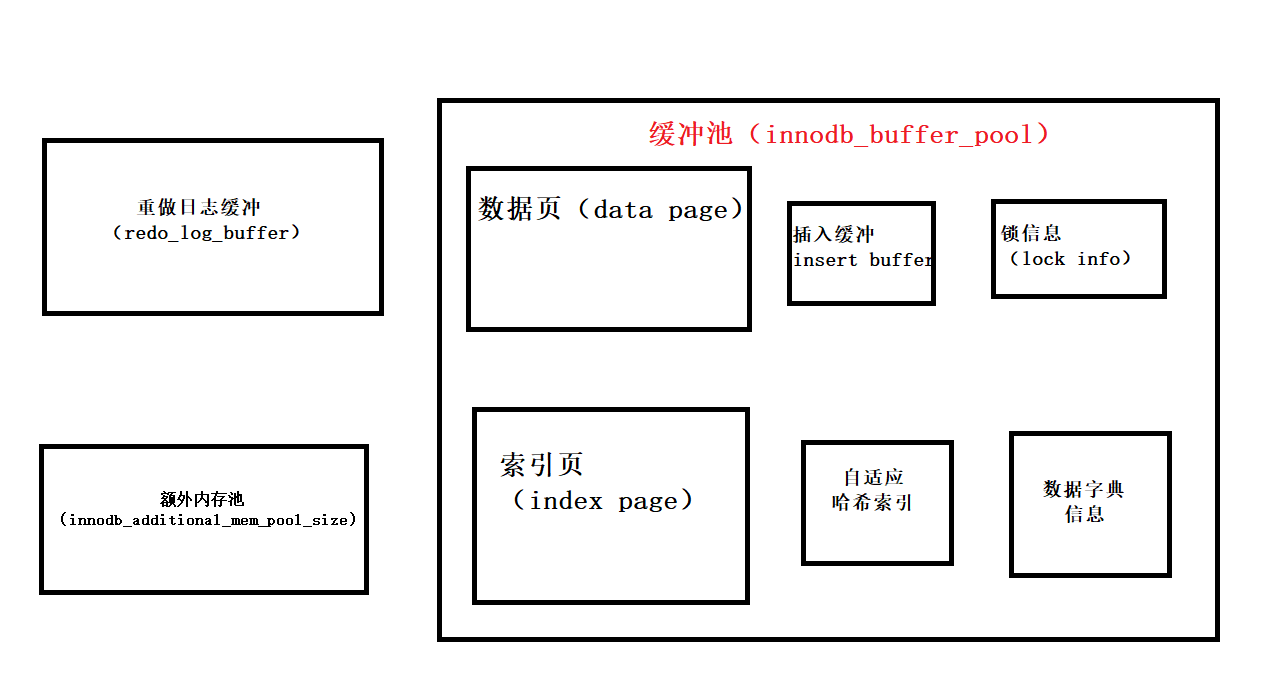 缓冲池（innodb_buffer_pool）
重做日志缓冲
（redo_log_buffer）
数据页（data page）
插入缓冲
insert buffer
锁信息
（lock info）
额外内存池
（innodb_additional_mem_pool_size）
索引页
（index page）
自适应
哈希索引
数据字典
信息